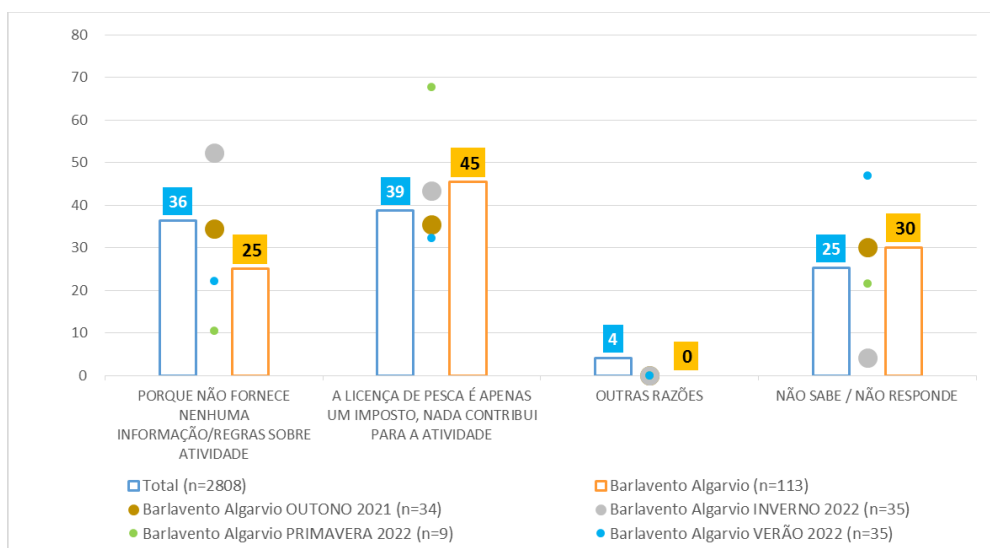 80
70
60
50
40
30
20
10
0
36
25
39
45
4
0
25
30
PORQUE NÃO FORNECE
NENHUMA
INFORMAÇÃO/REGRAS SOBRE
ATIVIDADE
A LICENÇA DE PESCA É APENAS
UM IMPOSTO, NADA CONTRIBUI
PARA A ATIVIDADE
OUTRAS RAZÕES
NÃO SABE / NÃO RESPONDE
Total (n=2808)
Barlavento Algarvio (n=113)
Barlavento Algarvio OUTONO 2021 (n=34)
Barlavento Algarvio INVERNO 2022 (n=35)
Barlavento Algarvio PRIMAVERA 2022 (n=9)
Barlavento Algarvio VERÃO 2022 (n=35)